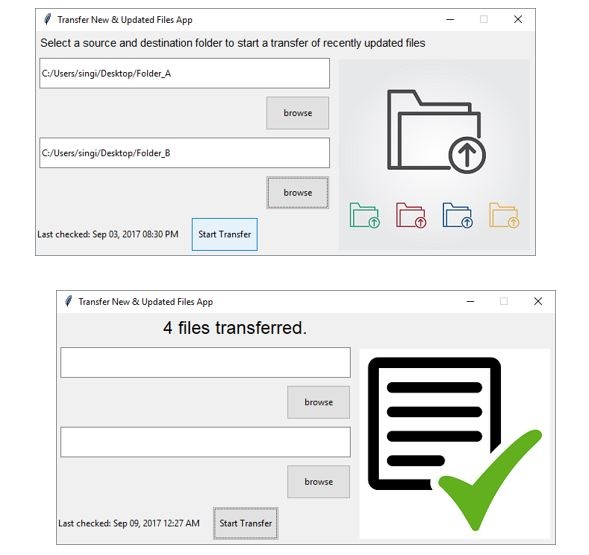 Transfer New & Updated Files App
Select a source and destination folder to start a transfer of recently updated files
C:/Users/singi/Desktop/Folder_A
browse
C:/Users/singi/Desktop/Folder_B
browse
Last checked: Sep 03, 2017 08:30 PM Start Transfer
Transfer New & Updated Files App
4 files transferred.
browse
browse
Last checked: Sep 09, 2017 12:27 AM Start Transfer